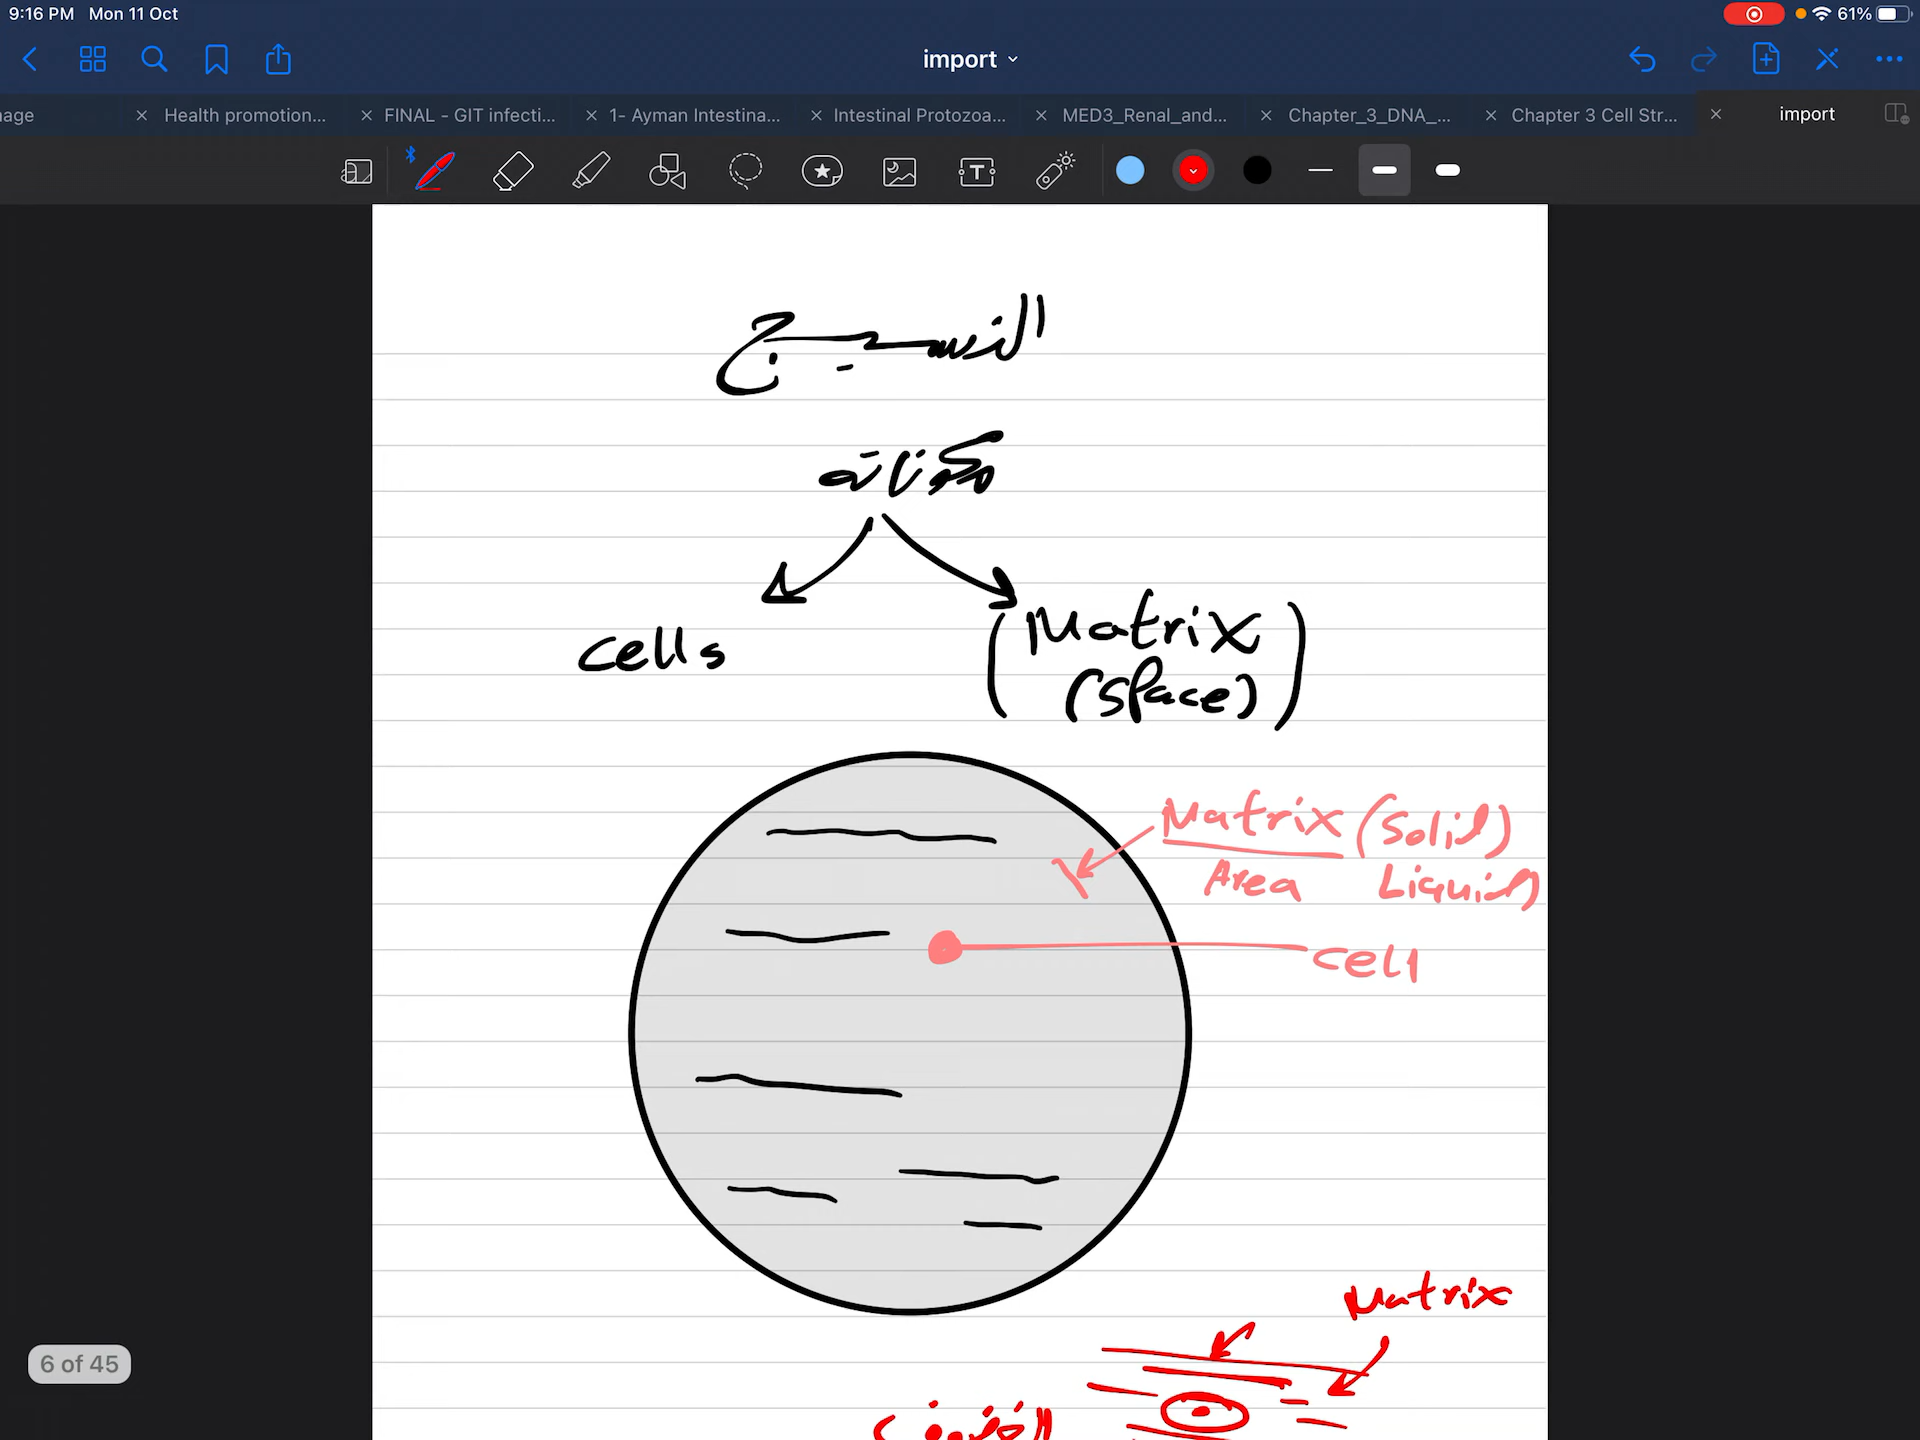 9:16 PM Mon 11 Oct
61%
import
age
Health promotion...
FINAL - GIT infecti...
1- Ayman Intestina...
Intestinal Protozoa...
MED3_Renal_and...
Chapter_3_DNA_...
Chapter 3 Cell Str...
import
النسيج
مكوناته
cells
(Matrix
(space))
Matrix (Solid)
Area Liquid)
cell
Matrix
6 of 45